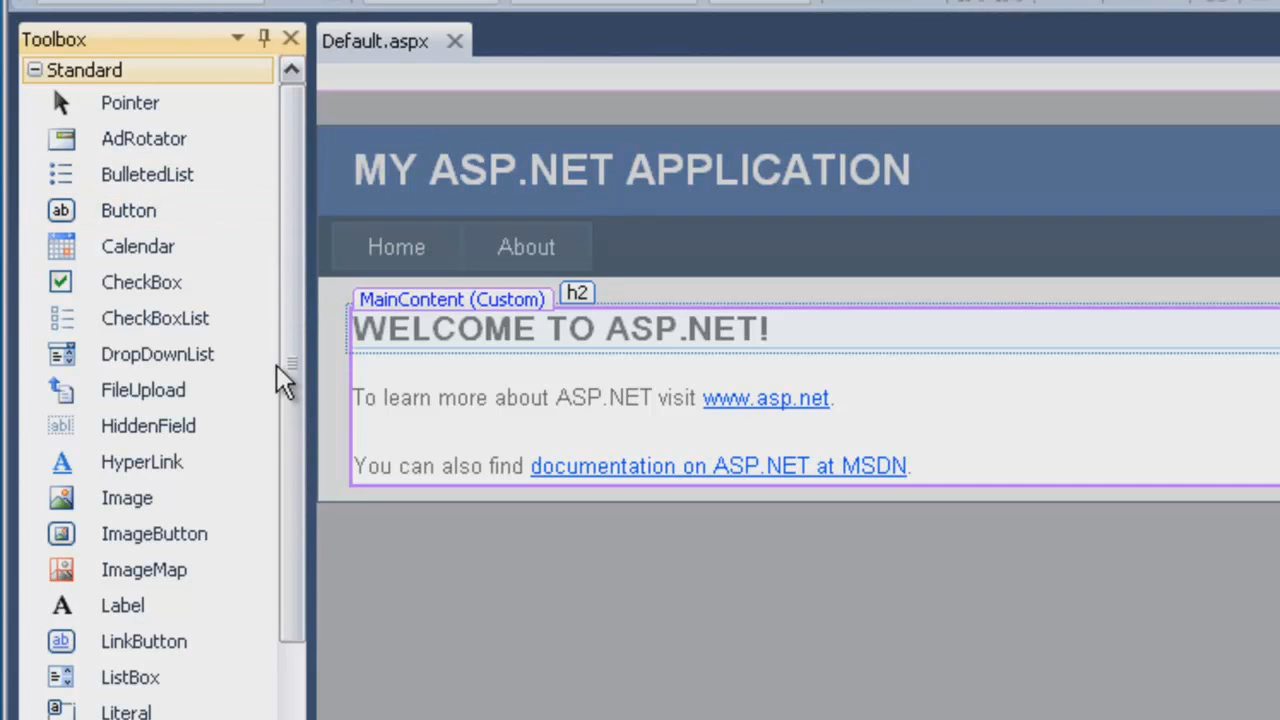 Toolbox
Default.aspx
Standard
Pointer
AdRotator
BulletedList
Button
Calendar
CheckBox
CheckBoxList
DropDownList
FileUpload
HiddenField
HyperLink
Image
ImageButton
ImageMap
Label
LinkButton
ListBox
Literal
MY ASP.NET APPLICATION
Home About
MainContent (Custom) h2
WELCOME TO ASP.NET!
To learn more about ASP.NET visit www.asp.net.
You can also find documentation on ASP.NET at MSDN.